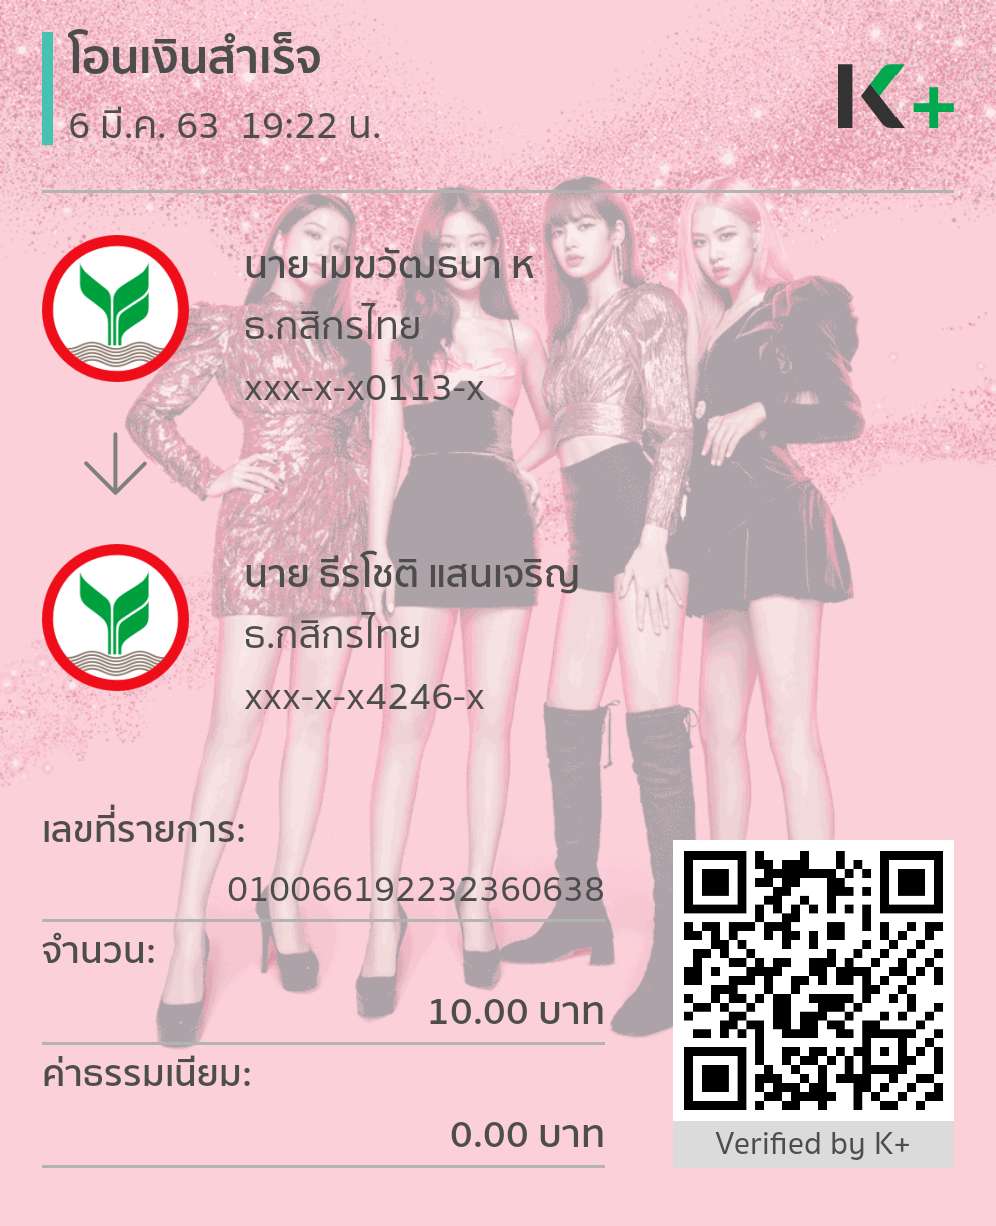 โอนเงินสำเร็จ
6 มี.ค. 63 19:22 น.
K+
นาย เมฆวัฒธนา ห
ธ.กสิกรไทย
xxx-x-x0113-x
นาย ธีรโชติ แสนเจริญ
ธ.กสิกรไทย
xxx-x-x4246-x
เลขที่รายการ:
010066192232360638
จำนวน:
10.00 บาท
ค่าธรรมเนียม:
0.00 บาท
Verified by K+